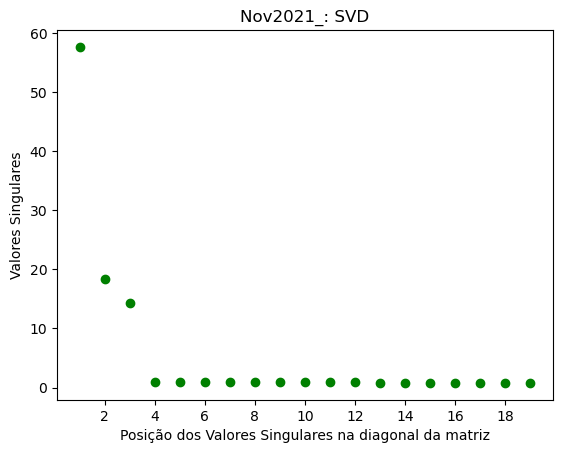 Nov2021_: SVD
60
50
40
30
20
10
0
Valores Singulares
2 4 6 8 10 12 14 16 18
Posição dos Valores Singulares na diagonal da matriz